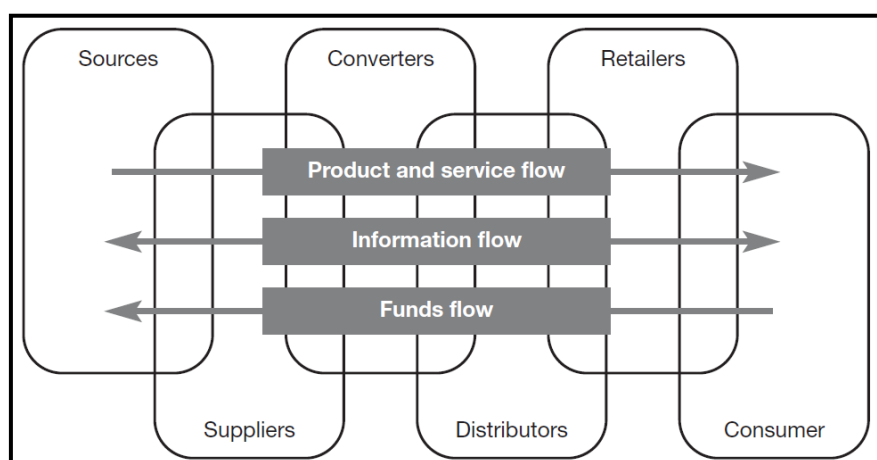 Sources
Converters
Retailers
Product and service flow
Information flow
Funds flow
Suppliers
Distributors
Consumer